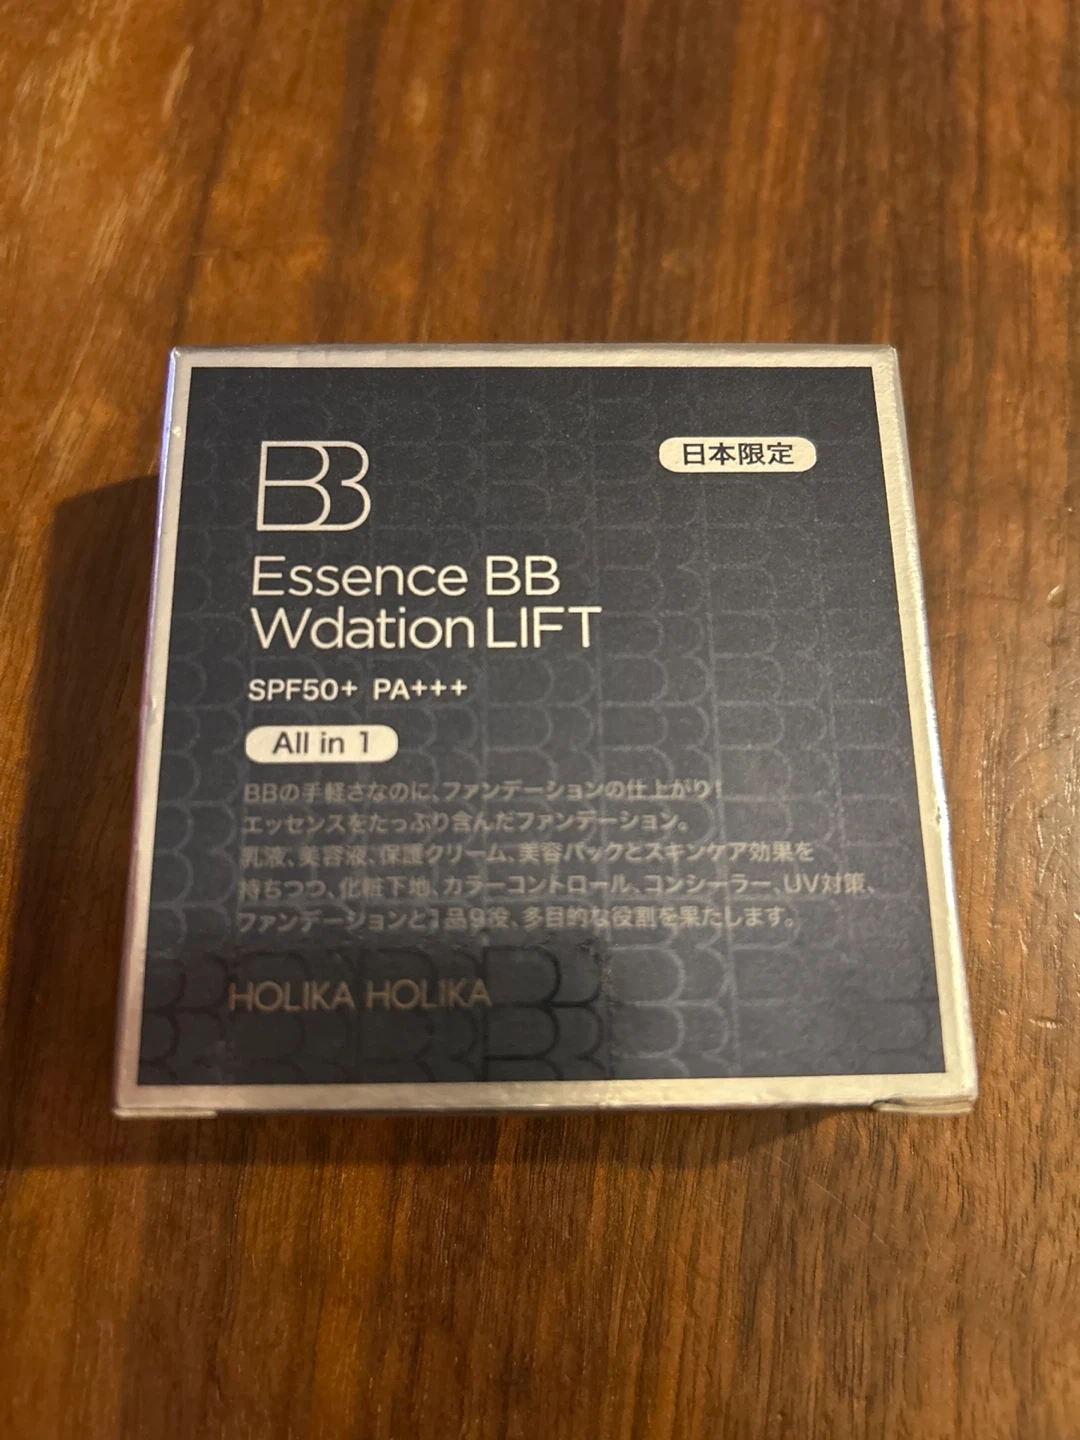 BB
日本限定
Essence BB
Wdation LIFT
SPF50+ PA+++
All in 1
BBの手軽さなのに、ファンデーションの仕上がり!
エッセンスをたっぷり含んだファンデーション。
乳液、美容液、保護クリーム、美容パックとスキンケア効果を
持ちつつ、化粧下地、カラーコントロール、コンシーラー、UV対策、
ファンデーションと1品9役、多目的な役割を果たします。
HOLIKA HOLIKA